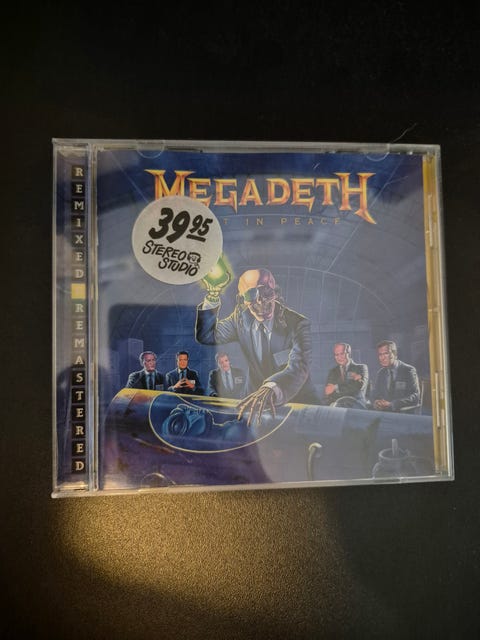 REMIXED REMASTERED
MEGADETH
T IN PEACE
39.95
STEREO
STUDIO